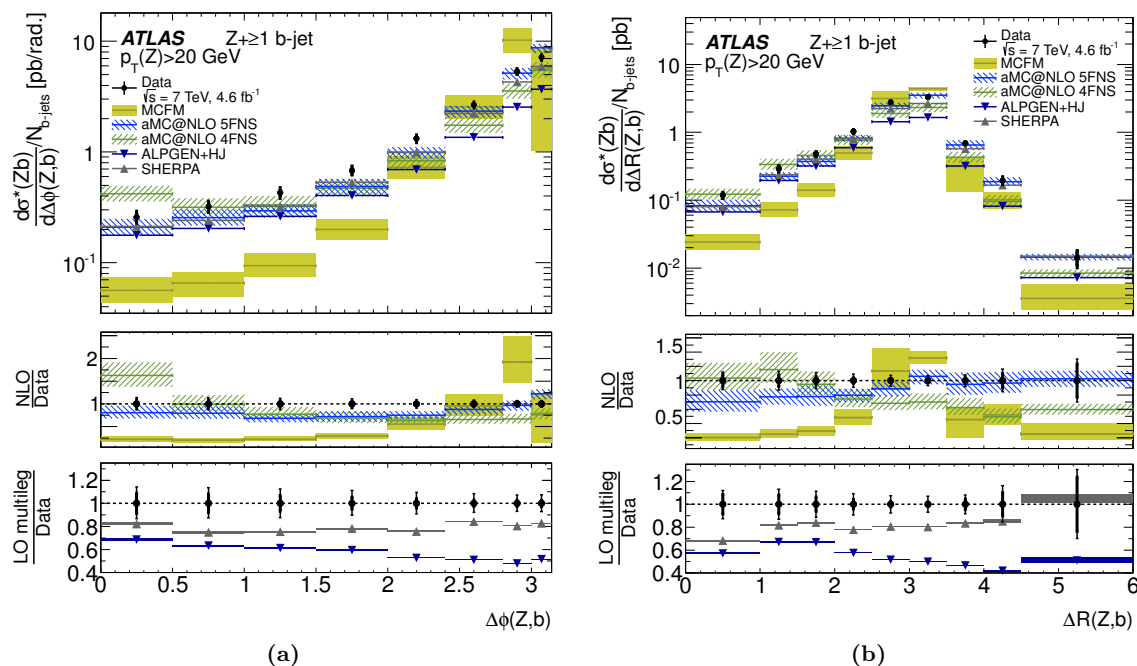 ATLAS Z+≥1 b-jet
p_T(Z)>20 GeV
Data
√s = 7 TeV, 4.6 fb⁻¹
MCFM
aMC@NLO 5FNS
aMC@NLO 4FNS
ALPGEN+HJ
SHERPA
dσ*(Zb)/dΔϕ(Z,b) /N_b-jets [pb/rad.]
10
1
10⁻¹
NLO/Data
2
1
LO multileg/Data
1.2
1
0.8
0.6
0.4
0 0.5 1 1.5 2 2.5 3
Δϕ(Z,b)
(a)
ATLAS Z+≥1 b-jet
p_T(Z)>20 GeV
Data
√s = 7 TeV, 4.6 fb⁻¹
MCFM
aMC@NLO 5FNS
aMC@NLO 4FNS
ALPGEN+HJ
SHERPA
dσ*(Zb)/dΔR(Z,b) /N_b-jets [pb]
10
1
10⁻¹
10⁻²
NLO/Data
1.5
1
0.5
LO multileg/Data
1.2
1
0.8
0.6
0.4
0 1 2 3 4 5 6
ΔR(Z,b)
(b)